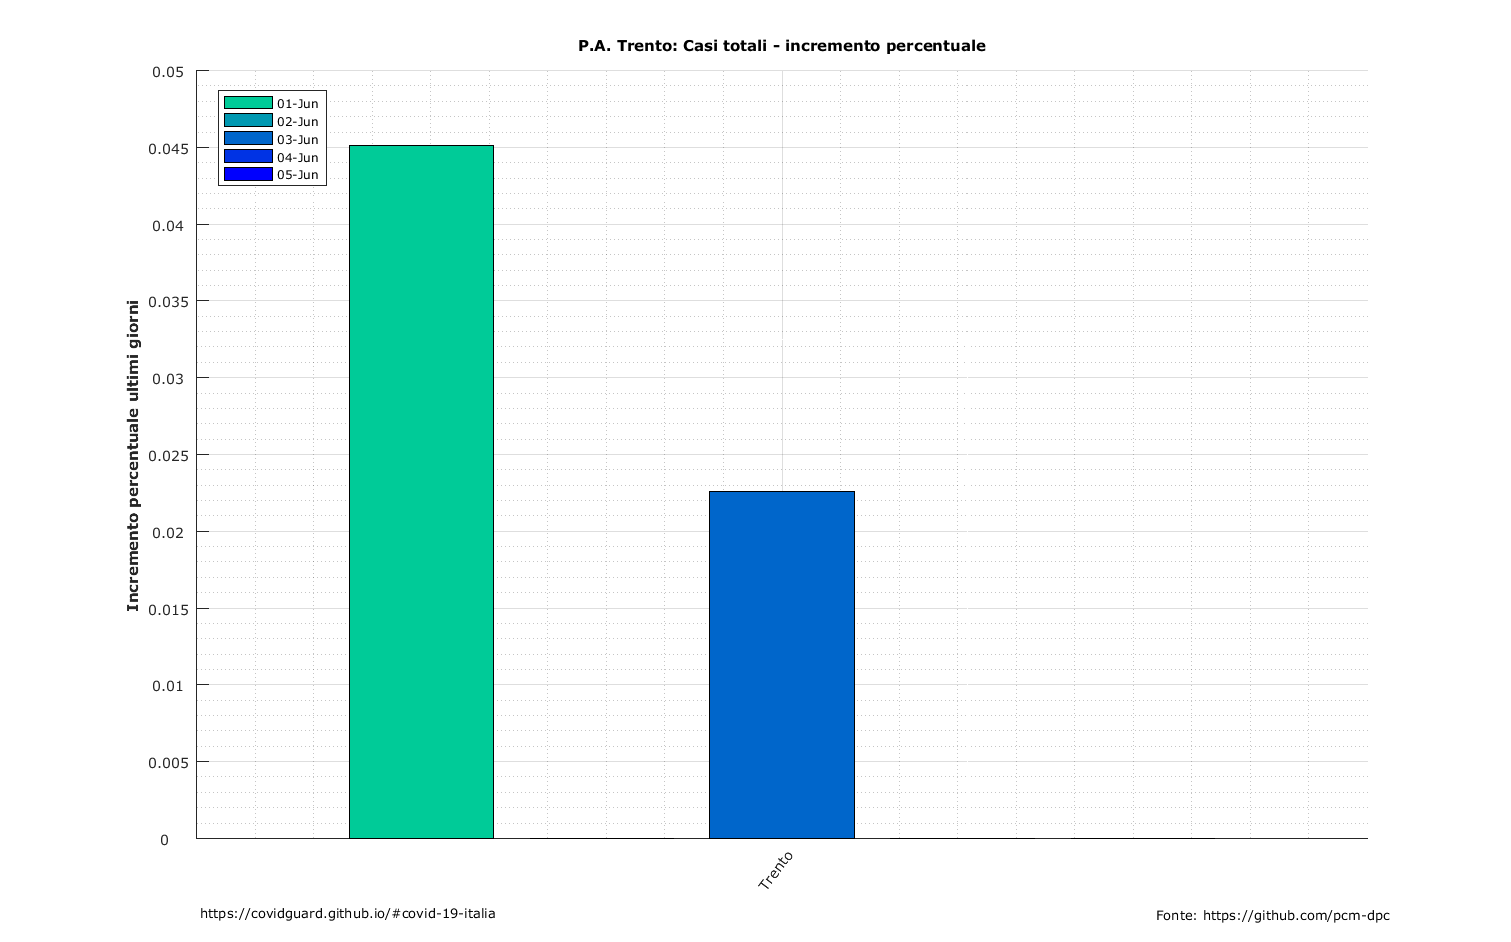 P.A. Trento: Casi totali - incremento percentuale
0.05
0.045
0.04
0.035
0.03
0.025
0.02
0.015
0.01
0.005
0
Incremento percentuale ultimi giorni
01-Jun
02-Jun
03-Jun
04-Jun
05-Jun
Trento
https://covidguard.github.io/#covid-19-italia
Fonte: https://github.com/pcm-dpc